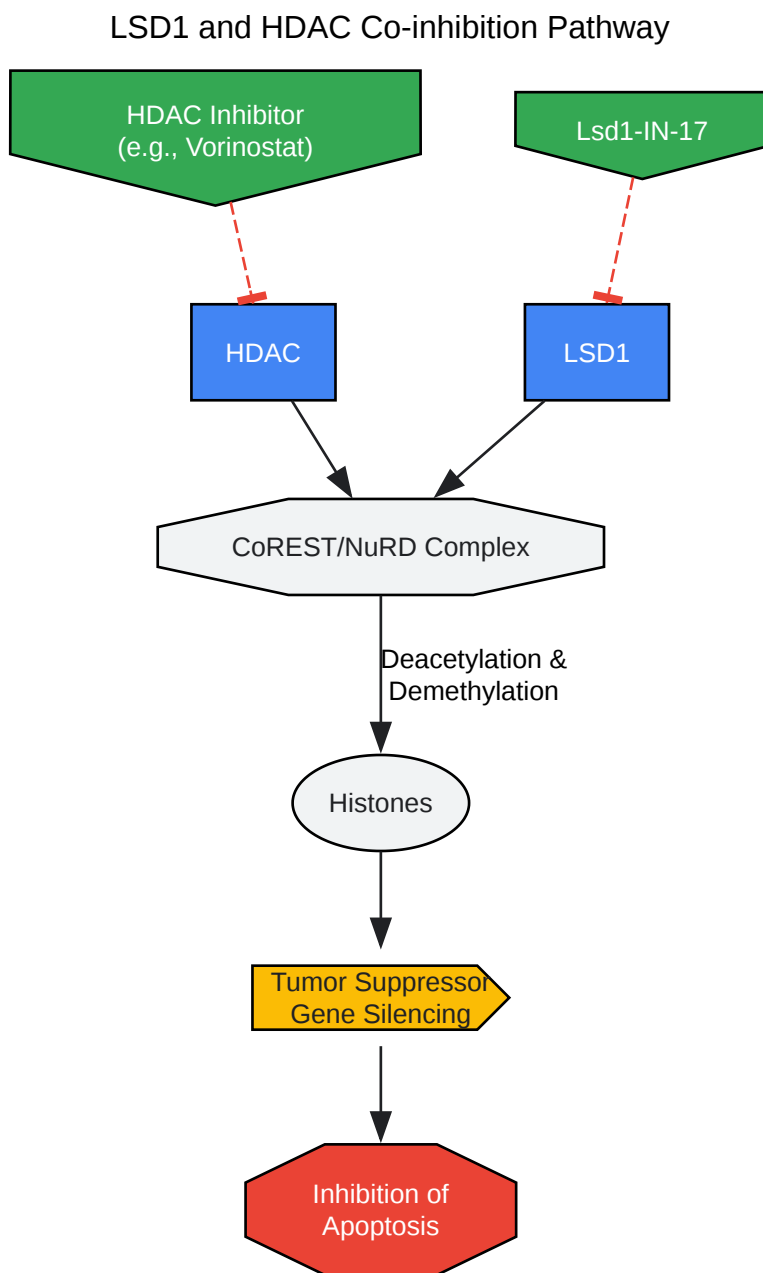 LSD1 and HDAC Co-inhibition Pathway
HDAC Inhibitor
(e.g., Vorinostat)
Lsd1-IN-17
HDAC
LSD1
CoREST/NuRD Complex
Deacetylation &
Demethylation
Histones
Tumor Suppressor
Gene Silencing
Inhibition of
Apoptosis